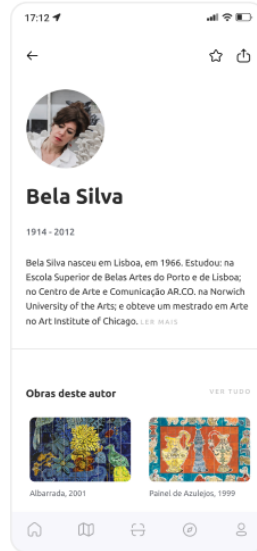 17:12
Bela Silva
1914 - 2012
Bela Silva nasceu em Lisboa, em 1966. Estudou: na
Escola Superior de Belas Artes do Porto e de Lisboa;
no Centro de Arte e Comunicação AR.CO. na Norwich
University of the Arts; e obteve um mestrado em Arte
no Art Institute of Chicago. LER MAIS
Obras deste autor VER TUDO
Albarrada, 2001 Painel de Azulejos, 1999